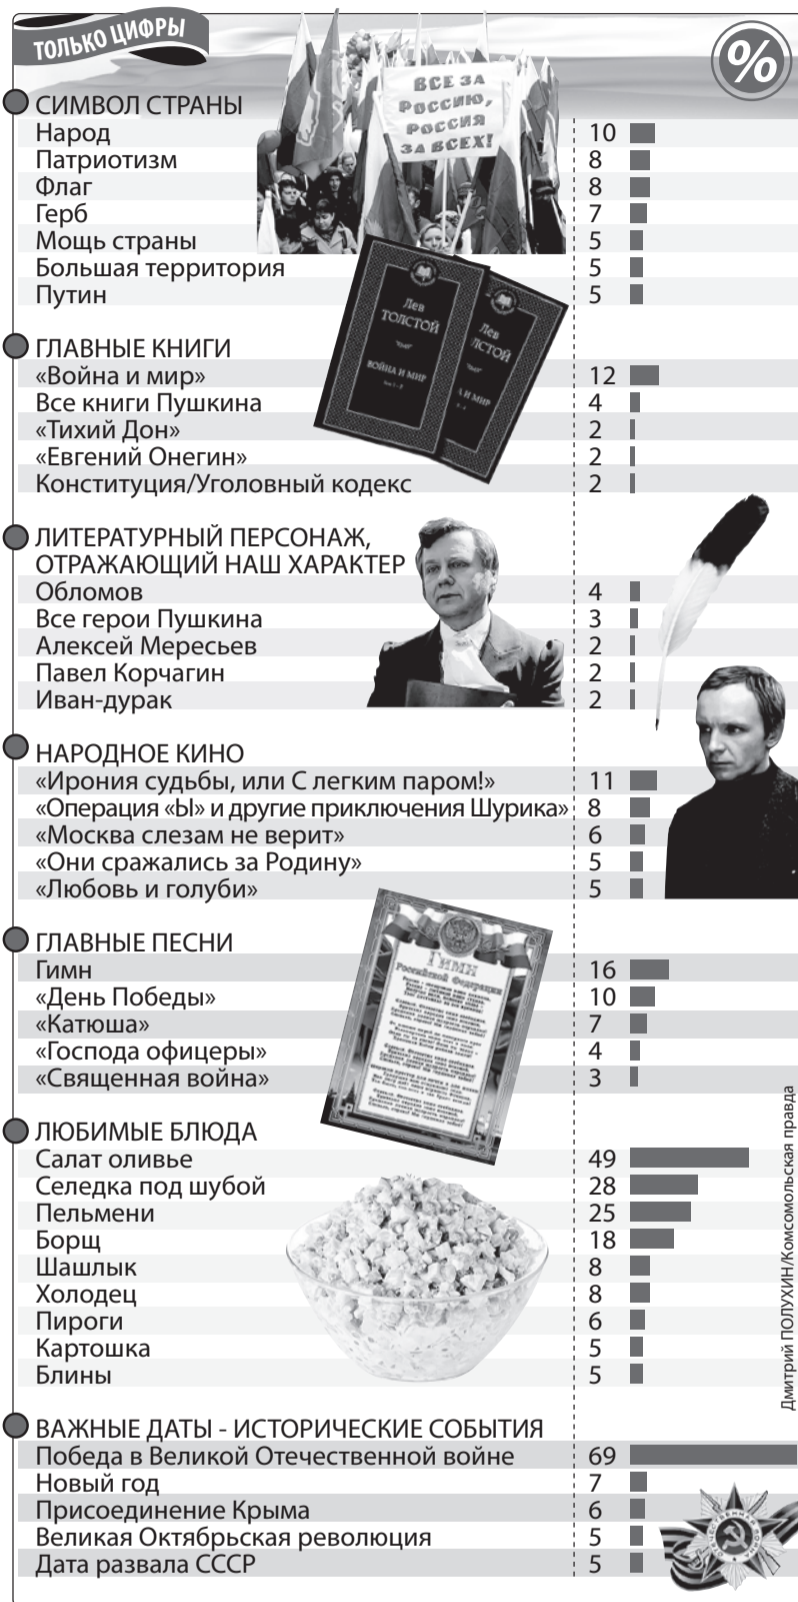 ТОЛЬКО ЦИФРЫ
%
ВСЕ ЗА
РОССИЮ,
РОССИЯ
ЗА ВСЕХ!
СИМВОЛ СТРАНЫ
Народ 10
Патриотизм 8
Флаг 8
Герб 7
Мощь страны 5
Большая территория 5
Путин 5
Лев
ТОЛСТОЙ
ВОЙНА И МИР
Лев
ЛСТОЙ
А И МИР
ГЛАВНЫЕ КНИГИ
«Война и мир» 12
Все книги Пушкина 4
«Тихий Дон» 2
«Евгений Онегин» 2
Конституция/Уголовный кодекс 2
ЛИТЕРАТУРНЫЙ ПЕРСОНАЖ,
ОТРАЖАЮЩИЙ НАШ ХАРАКТЕР
Обломов 4
Все герои Пушкина 3
Алексей Мересьев 2
Павел Корчагин 2
Иван-дурак 2
НАРОДНОЕ КИНО
«Ирония судьбы, или С легким паром!» 11
«Операция «Ы» и другие приключения Шурика» 8
«Москва слезам не верит» 6
«Они сражались за Родину» 5
«Любовь и голуби» 5
ГЛАВНЫЕ ПЕСНИ
Гимн 16
«День Победы» 10
«Катюша» 7
«Господа офицеры» 4
«Священная война» 3
Гимн
Российской Федерации
ЛЮБИМЫЕ БЛЮДА
Салат оливье 49
Селедка под шубой 28
Пельмени 25
Борщ 18
Шашлык 8
Холодец 8
Пироги 6
Картошка 5
Блины 5
Дмитрий ПОЛУХИН/Комсомольская правда
ВАЖНЫЕ ДАТЫ - ИСТОРИЧЕСКИЕ СОБЫТИЯ
Победа в Великой Отечественной войне 69
Новый год 7
Присоединение Крыма 6
Великая Октябрьская революция 5
Дата развала СССР 5